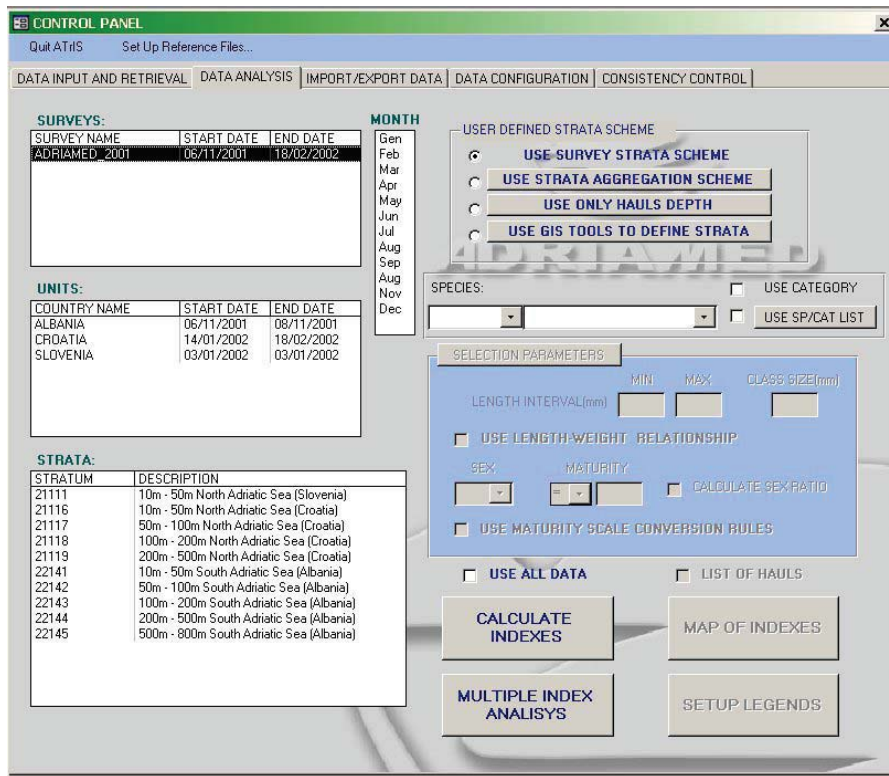 CONTROL PANEL
Quit ATrIS Set Up Reference Files...
DATA INPUT AND RETRIEVAL DATA ANALYSIS IMPORT/EXPORT DATA DATA CONFIGURATION CONSISTENCY CONTROL
SURVEYS:
SURVEY NAME START DATE END DATE
ADRIAMED_2001 06/11/2001 18/02/2002
MONTH
Gen
Feb
Mar
Apr
May
Jun
Jul
Aug
Sep
Aug
Nov
Dec
USER DEFINED STRATA SCHEME
USE SURVEY STRATA SCHEME
USE STRATA AGGREGATION SCHEME
USE ONLY HAULS DEPTH
USE GIS TOOLS TO DEFINE STRATA
ADRIAMED
UNITS:
COUNTRY NAME START DATE END DATE
ALBANIA 06/11/2001 08/11/2001
CROATIA 14/01/2002 18/02/2002
SLOVENIA 03/01/2002 03/01/2002
SPECIES: USE CATEGORY
USE SP/CAT LIST
SELECTION PARAMETERS
MIN MAX CLASS SIZE(mm)
LENGTH INTERVAL(mm)
USE LENGTH-WEIGHT RELATIONSHIP
SEX MATURITY
= CALCULATE SEX RATIO
USE MATURITY SCALE CONVERSION RULES
STRATA:
STRATUM DESCRIPTION
21111 10m - 50m North Adriatic Sea (Slovenia)
21116 10m - 50m North Adriatic Sea (Croatia)
21117 50m - 100m North Adriatic Sea (Croatia)
21118 100m - 200m North Adriatic Sea (Croatia)
21119 200m - 500m North Adriatic Sea (Croatia)
22141 10m - 50m South Adriatic Sea (Albania)
22142 50m - 100m South Adriatic Sea (Albania)
22143 100m - 200m South Adriatic Sea (Albania)
22144 200m - 500m South Adriatic Sea (Albania)
22145 500m - 800m South Adriatic Sea (Albania)
USE ALL DATA LIST OF HAULS
CALCULATE
INDEXES
MAP OF INDEXES
MULTIPLE INDEX
ANALISYS
SETUP LEGENDS